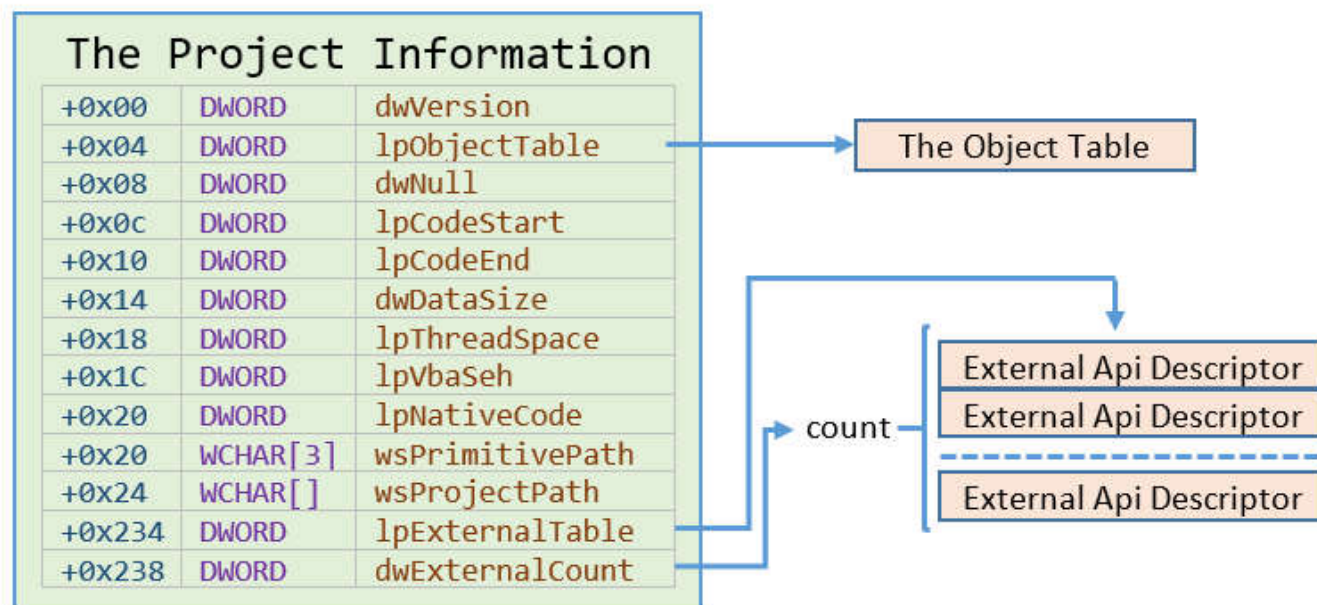 The Project Information
+0x00 DWORD dwVersion
+0x04 DWORD lpObjectTable
+0x08 DWORD dwNull
+0x0c DWORD lpCodeStart
+0x10 DWORD lpCodeEnd
+0x14 DWORD dwDataSize
+0x18 DWORD lpThreadSpace
+0x1C DWORD lpVbaSeh
+0x20 DWORD lpNativeCode
+0x20 WCHAR[3] wsPrimitivePath
+0x24 WCHAR[] wsProjectPath
+0x234 DWORD lpExternalTable
+0x238 DWORD dwExternalCount
The Object Table
count
External Api Descriptor
External Api Descriptor
External Api Descriptor